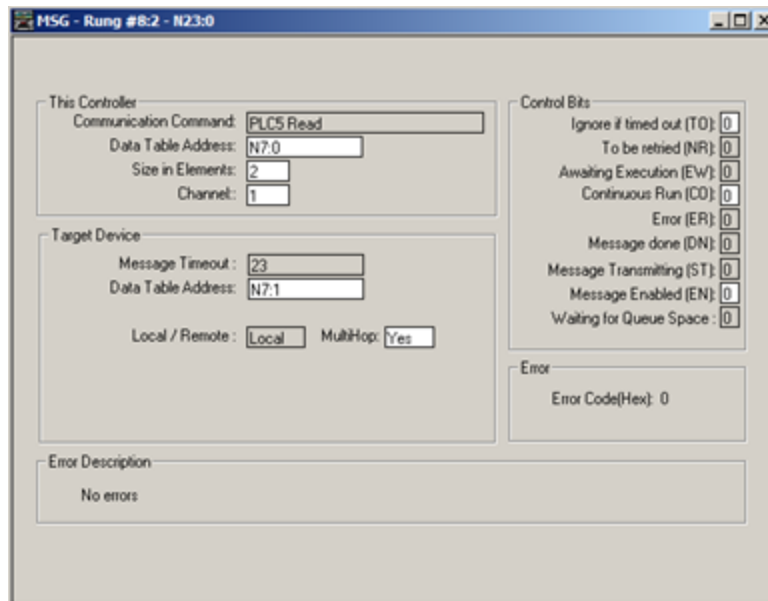 MSG - Rung #8:2 - N23:0
This Controller
Communication Command: PLC5 Read
Data Table Address: N7:0
Size in Elements: 2
Channel:: 1
Target Device
Message Timeout : 23
Data Table Address: N7:1
Local / Remote : Local MultiHop: Yes
Control Bits
Ignore if timed out (TO): 0
To be retried (NR): 0
Awaiting Execution (EW): 0
Continuous Run (CO): 0
Error (ER): 0
Message done (DN): 0
Message Transmitting (ST): 0
Message Enabled (EN): 0
Waiting for Queue Space : 0
Error
Error Code(Hex): 0
Error Description
No errors